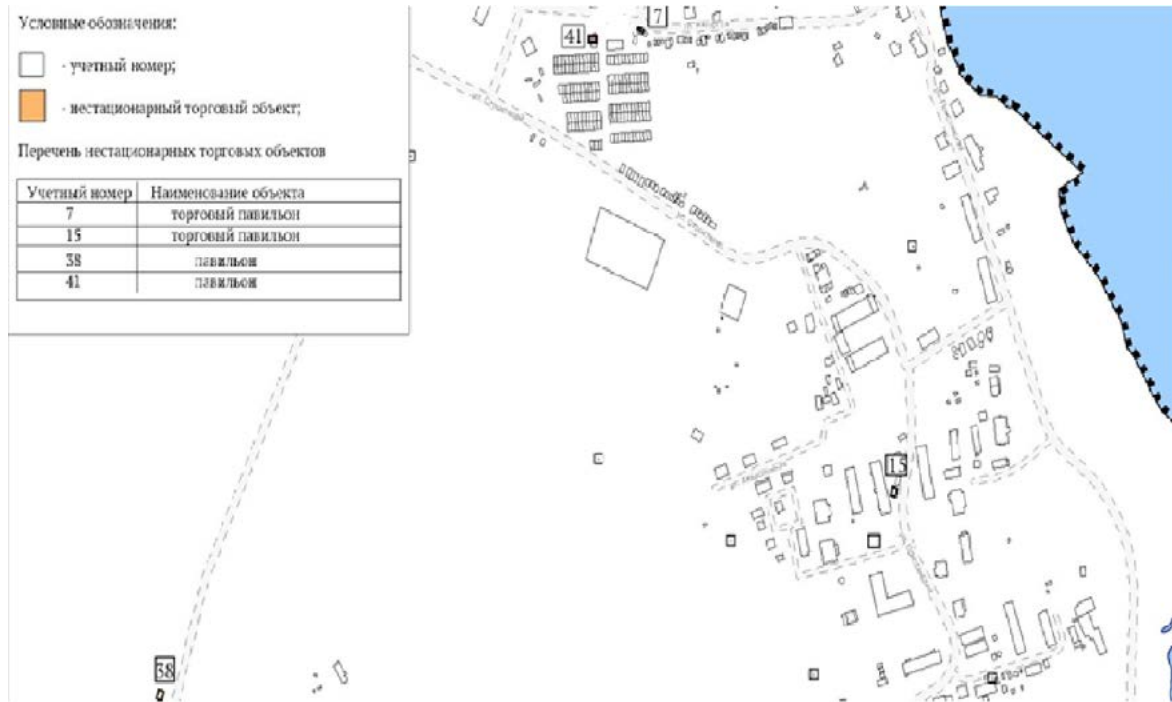 Условные обозначения:
- учетный номер;
- нестационарный торговый объект;
Перечень нестационарных торговых объектов
Учетный номер Наименование объекта
7 торговый павильон
15 торговый павильон
38 павильон
41 павильон
7
41
15
38